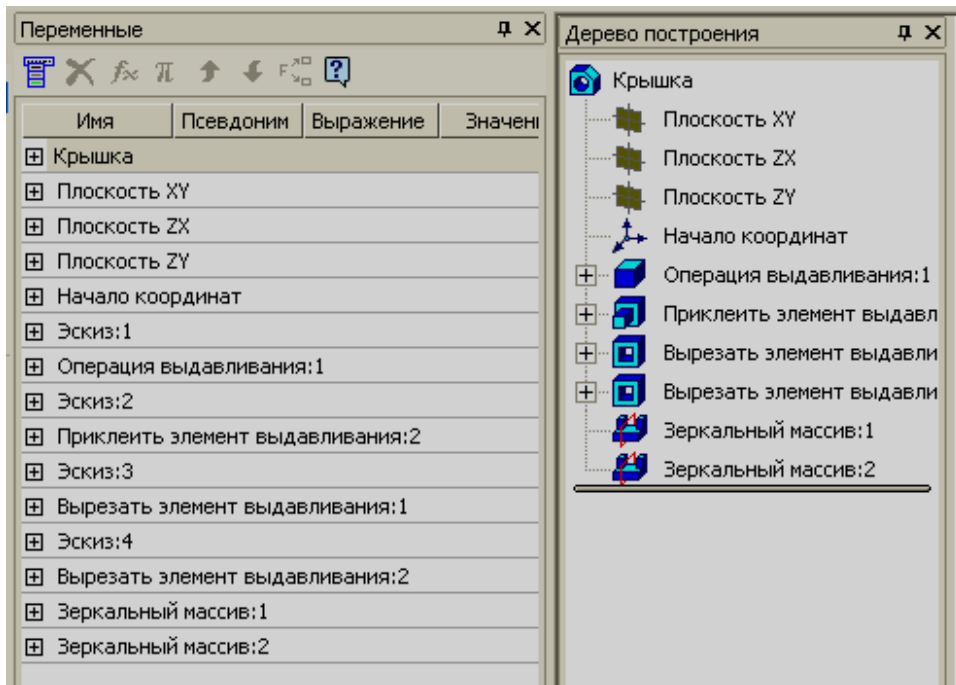 Переменные
Имя Псевдоним Выражение Значени
Крышка
Плоскость XY
Плоскость ZX
Плоскость ZY
Начало координат
Эскиз:1
Операция выдавливания:1
Эскиз:2
Приклеить элемент выдавливания:2
Эскиз:3
Вырезать элемент выдавливания:1
Эскиз:4
Вырезать элемент выдавливания:2
Зеркальный массив:1
Зеркальный массив:2
Дерево построения
Крышка
Плоскость XY
Плоскость ZX
Плоскость ZY
Начало координат
Операция выдавливания:1
Приклеить элемент выдавл
Вырезать элемент выдавли
Вырезать элемент выдавли
Зеркальный массив:1
Зеркальный массив:2